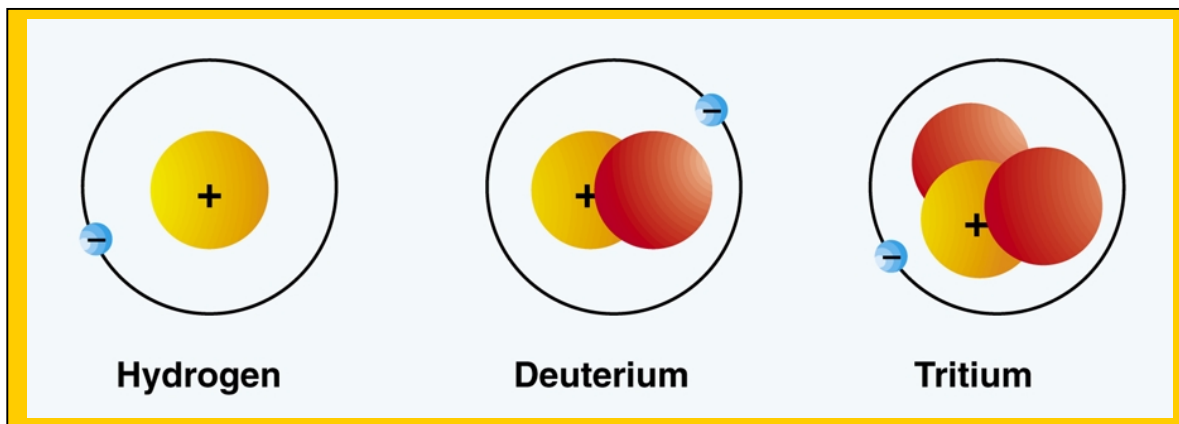 +
−
+
−
+
−
Hydrogen
Deuterium
Tritium